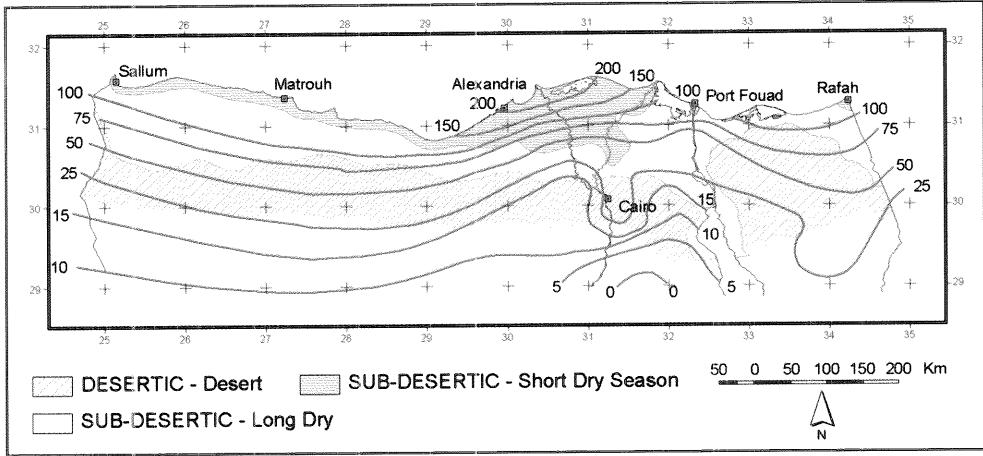 25 26 27 28 29 30 31 32 33 34 35
32 32
Sallum Matrouh Alexandria 200 150 100 Port Fouad Rafah
100 200 100
31 150 31
75 75
50 50
25 25
30 Cairo 15 30
15 10
10
29 5 0 0 5 29
25 26 27 28 29 30 31 32 33 34 35
DESERTIC - Desert SUB-DESERTIC - Short Dry Season
SUB-DESERTIC - Long Dry
50 0 50 100 150 200 Km
N